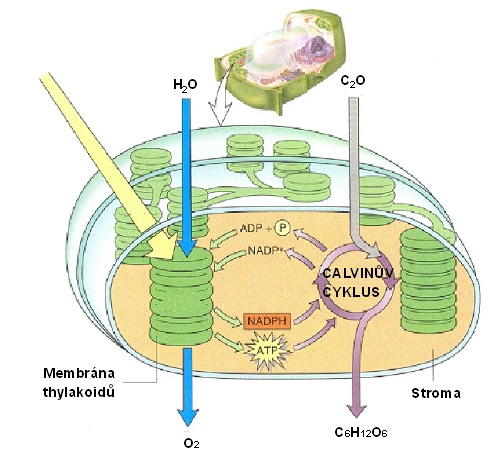 H₂O
C₂O
ADP + P
NADP⁺
CALVINŮV
CYKLUS
NADPH
ATP
Membrána
thylakoidů
Stroma
O₂
C₆H₁₂O₆